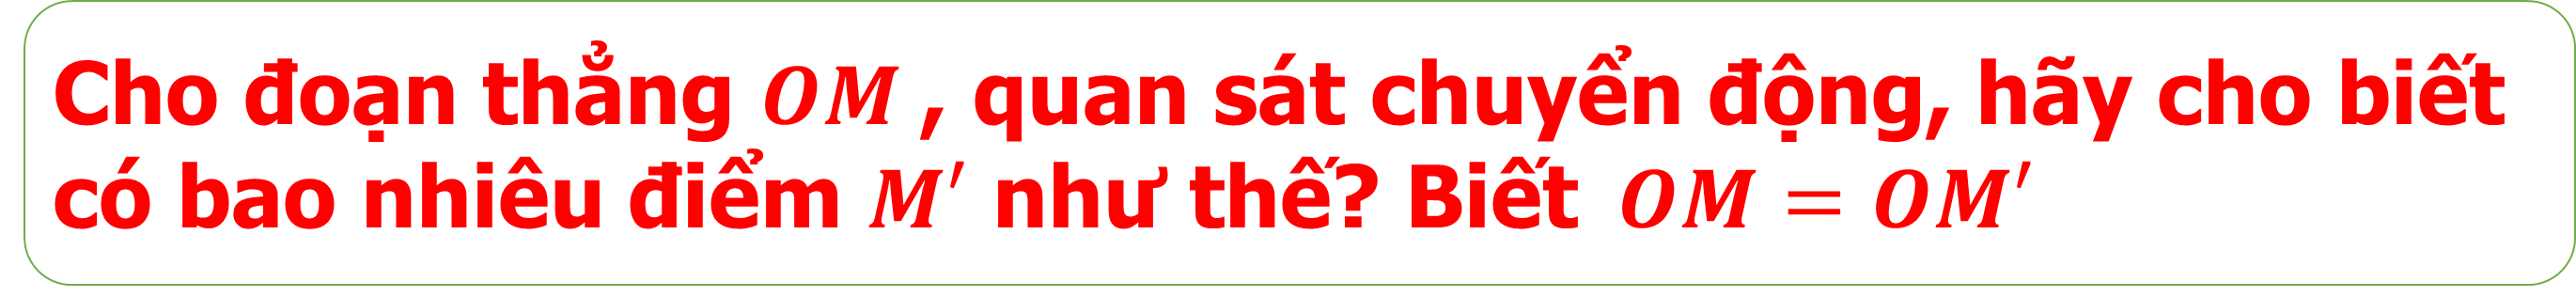 Cho đoạn thẳng OM , quan sát chuyển động, hãy cho biết
có bao nhiêu điểm M′ như thế? Biết OM = OM′